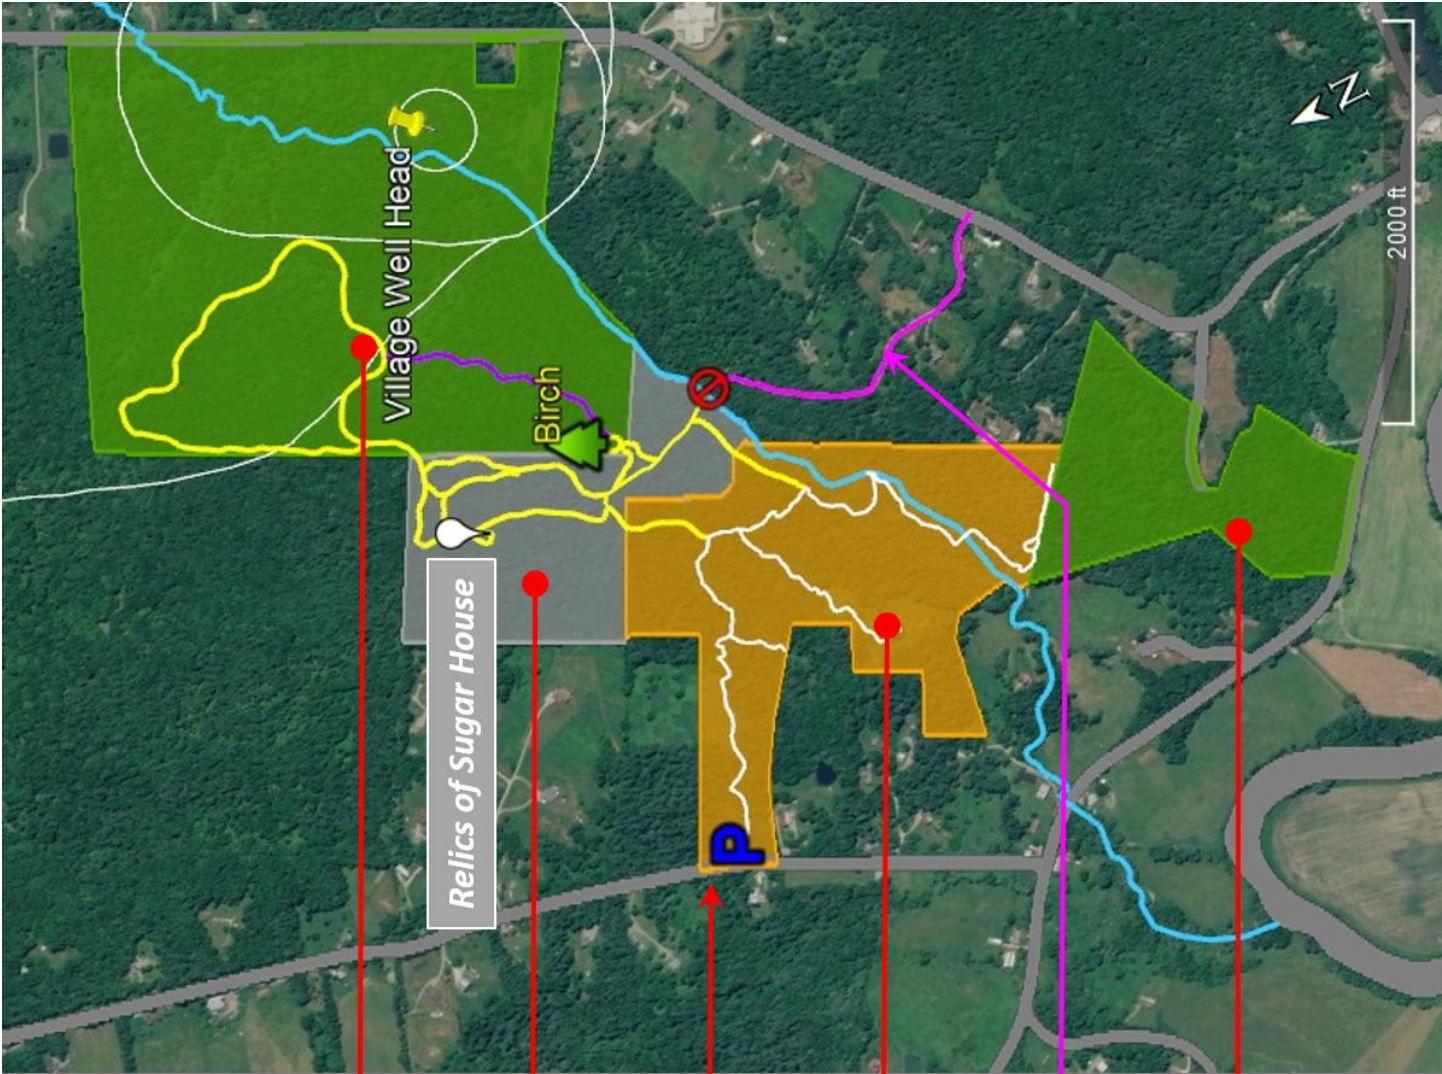 N
2000 ft
Village Well Head
Birch
Relics of Sugar House
P